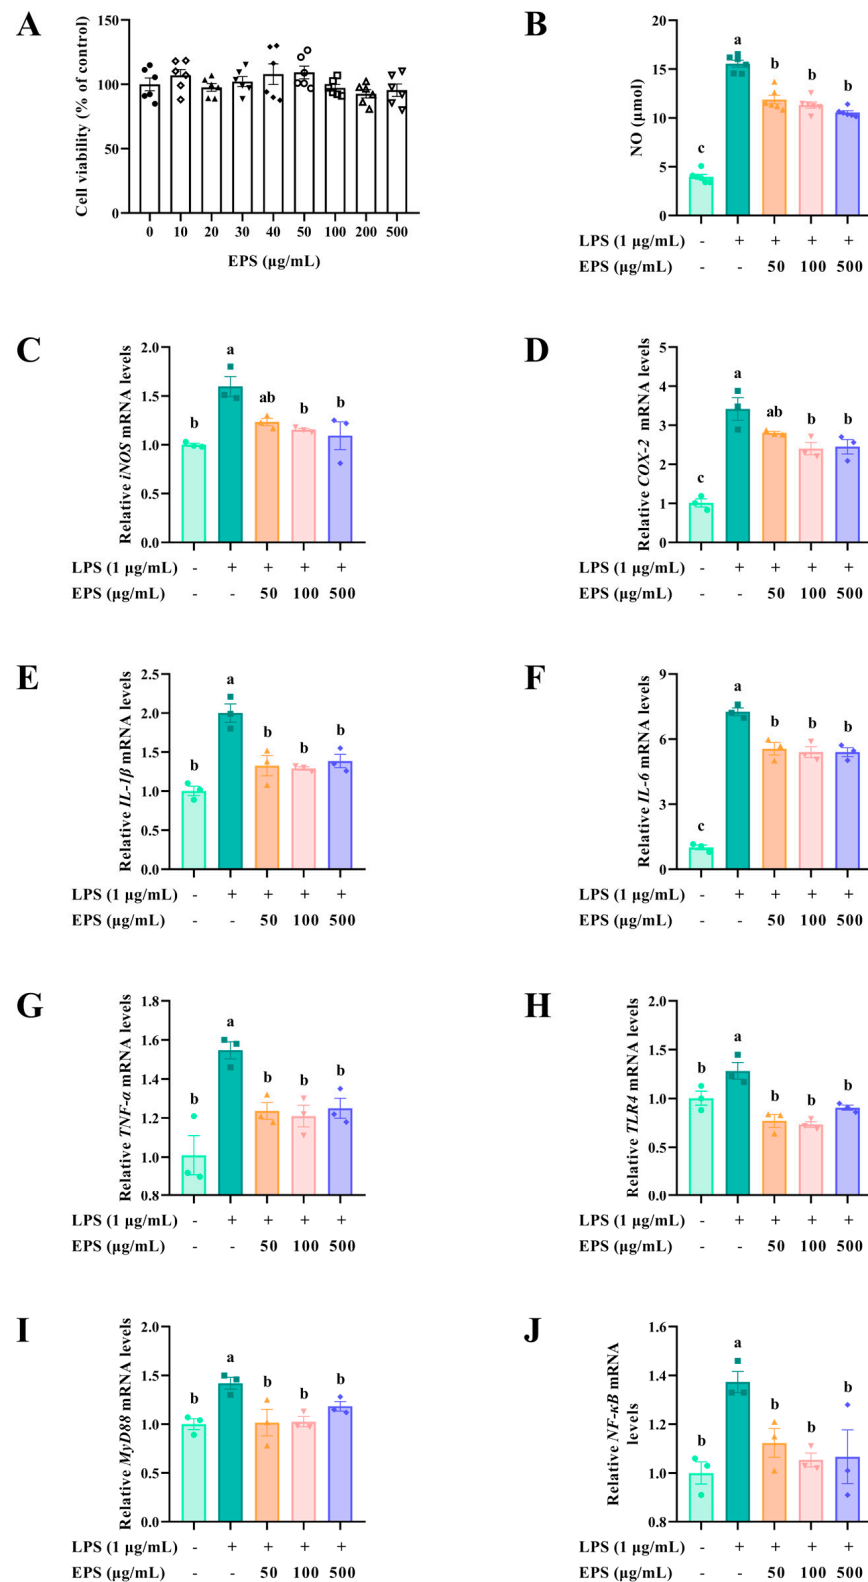 A
Cell viability (% of control)
150
100
50
0
0 10 20 30 40 50 100 200 500
EPS (μg/mL)
B
NO (μmol)
20
15
10
5
0
c a b b b
LPS (1 μg/mL) - + + + +
EPS (μg/mL) - - 50 100 500
C
Relative iNOS mRNA levels
2.0
1.5
1.0
0.5
0.0
b a ab b b
LPS (1 μg/mL) - + + + +
EPS (μg/mL) - - 50 100 500
D
Relative COX-2 mRNA levels
5
4
3
2
1
0
c a ab b b
LPS (1 μg/mL) - + + + +
EPS (μg/mL) - - 50 100 500
E
Relative IL-1β mRNA levels
2.5
2.0
1.5
1.0
0.5
0.0
b a b b b
LPS (1 μg/mL) - + + + +
EPS (μg/mL) - - 50 100 500
F
Relative IL-6 mRNA levels
9
6
3
0
c a b b b
LPS (1 μg/mL) - + + + +
EPS (μg/mL) - - 50 100 500
G
Relative TNF-α mRNA levels
1.8
1.6
1.4
1.2
1.0
0.8
b a b b b
LPS (1 μg/mL) - + + + +
EPS (μg/mL) - - 50 100 500
H
Relative TLR4 mRNA levels
2.0
1.5
1.0
0.5
0.0
b a b b b
LPS (1 μg/mL) - + + + +
EPS (μg/mL) - - 50 100 500
I
Relative MyD88 mRNA levels
2.0
1.5
1.0
0.5
0.0
b a b b b
LPS (1 μg/mL) - + + + +
EPS (μg/mL) - - 50 100 500
J
Relative NF-κB mRNA
levels
1.6
1.4
1.2
1.0
0.8
b a b b b
LPS (1 μg/mL) - + + + +
EPS (μg/mL) - - 50 100 500